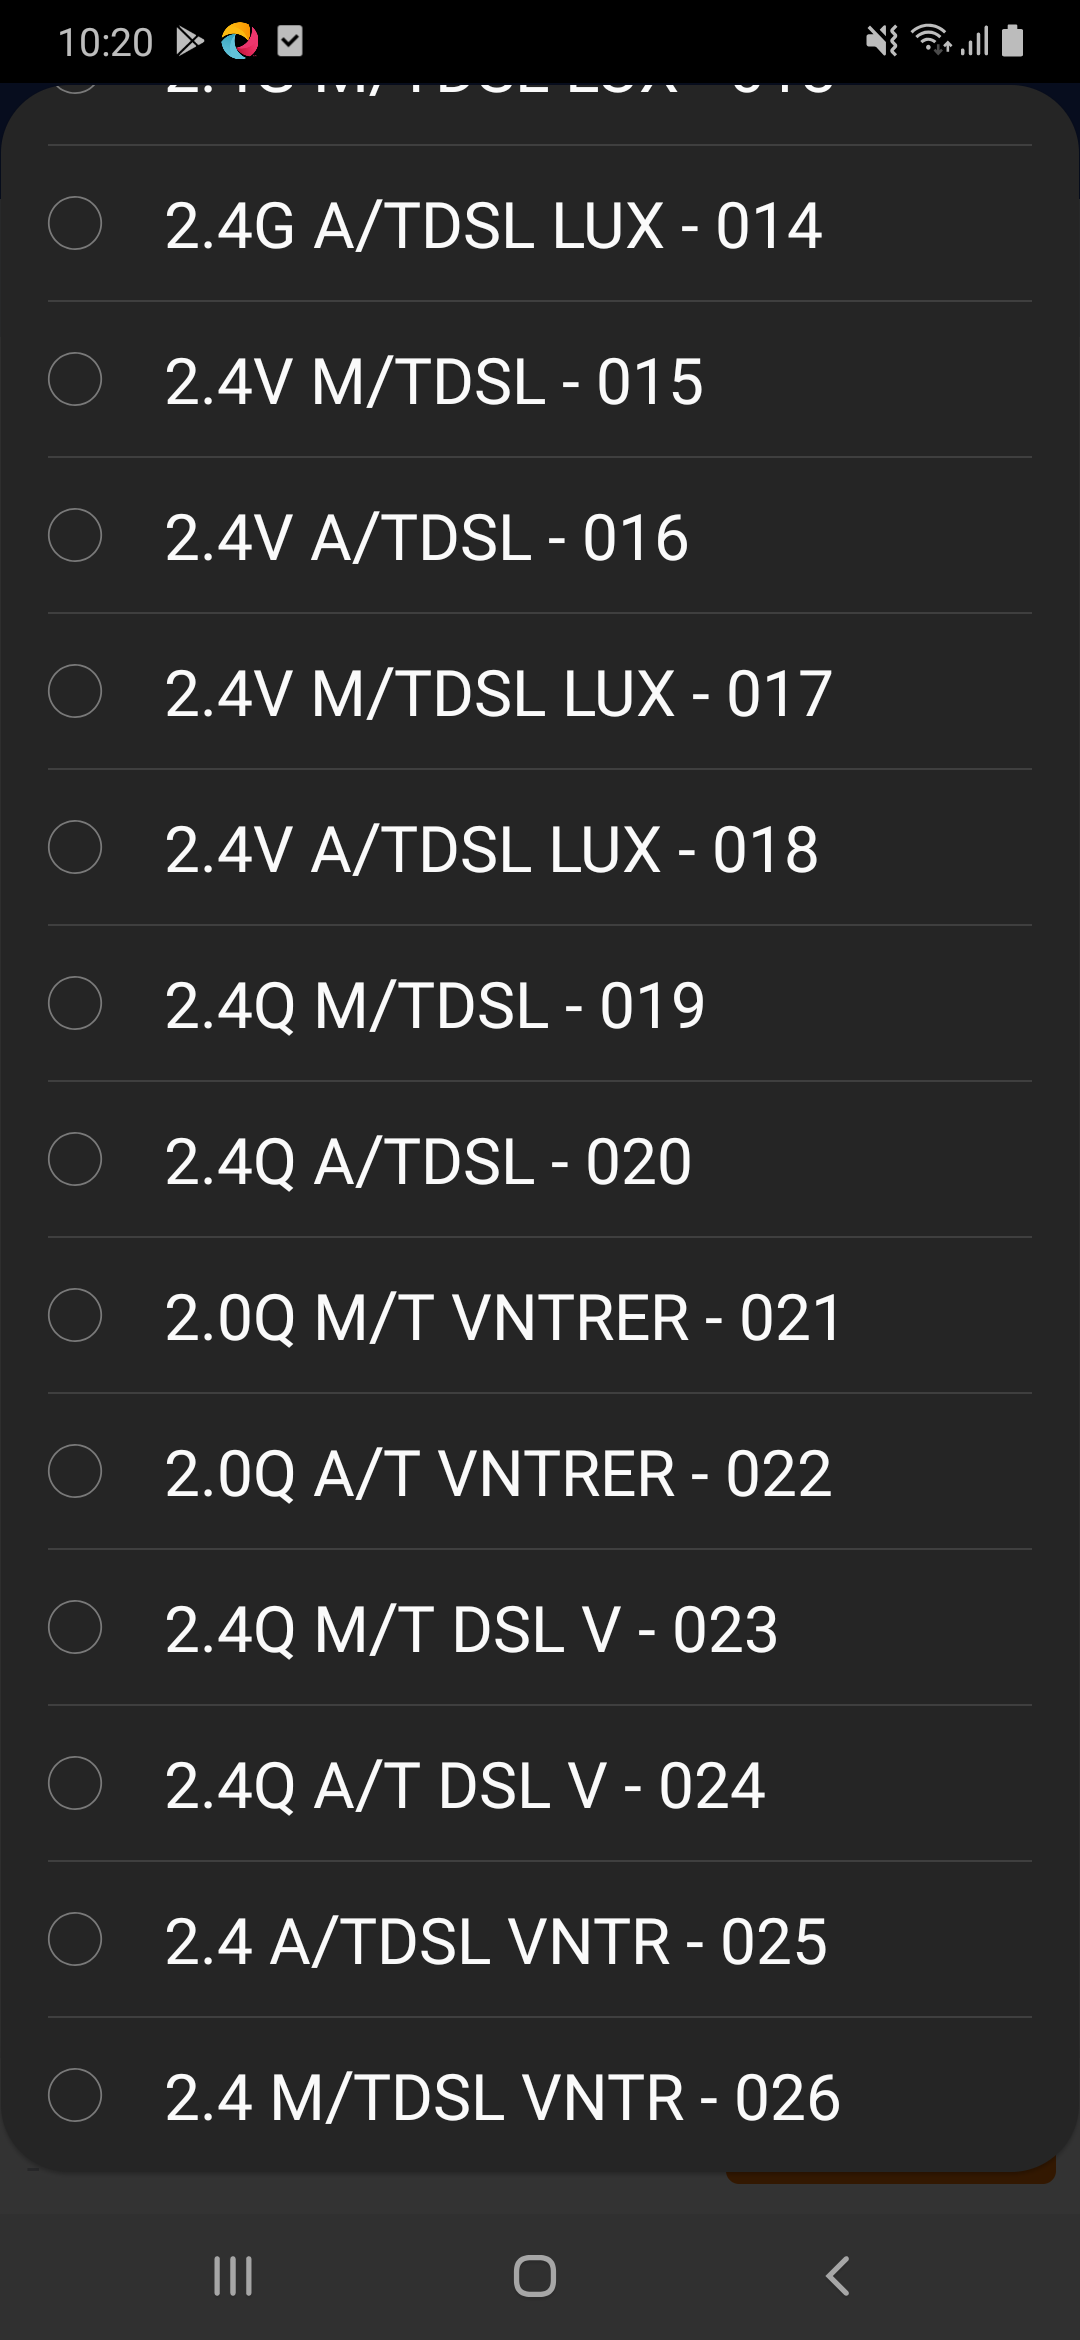 10:20
2.4G A/TDSL LUX - 014
2.4V M/TDSL - 015
2.4V A/TDSL - 016
2.4V M/TDSL LUX - 017
2.4V A/TDSL LUX - 018
2.4Q M/TDSL - 019
2.4Q A/TDSL - 020
2.0Q M/T VNTRER - 021
2.0Q A/T VNTRER - 022
2.4Q M/T DSL V - 023
2.4Q A/T DSL V - 024
2.4 A/TDSL VNTR - 025
2.4 M/TDSL VNTR - 026